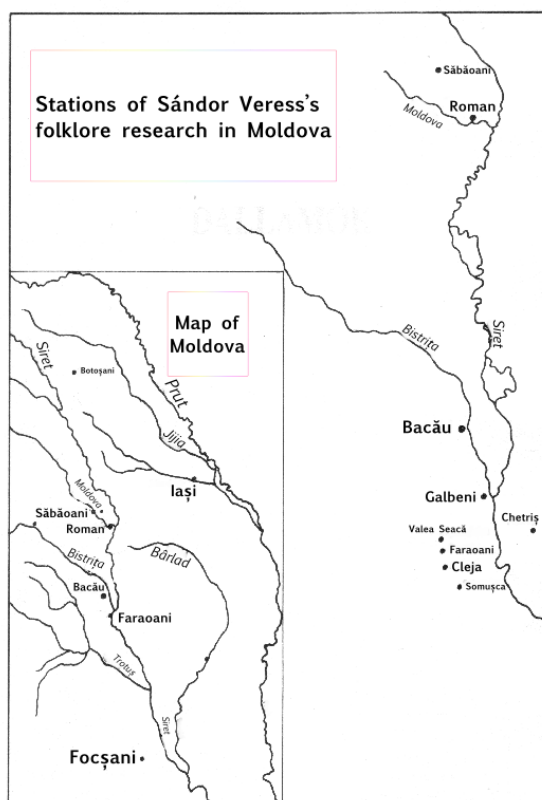 Stations of Sándor Veress's
folklore research in Moldova
Săbăoani
Roman
Moldova
Siret
Bistrița
Bacău
Galbeni
Chetriș
Valea Seacă
Faraoani
Cleja
Somușca
Map of
Moldova
Siret
Botoșani
Prut
Jijia
Iași
Moldova
Săbăoani
Roman
Bistrița
Bârlad
Bacău
Faraoani
Trotuș
Siret
Focșani